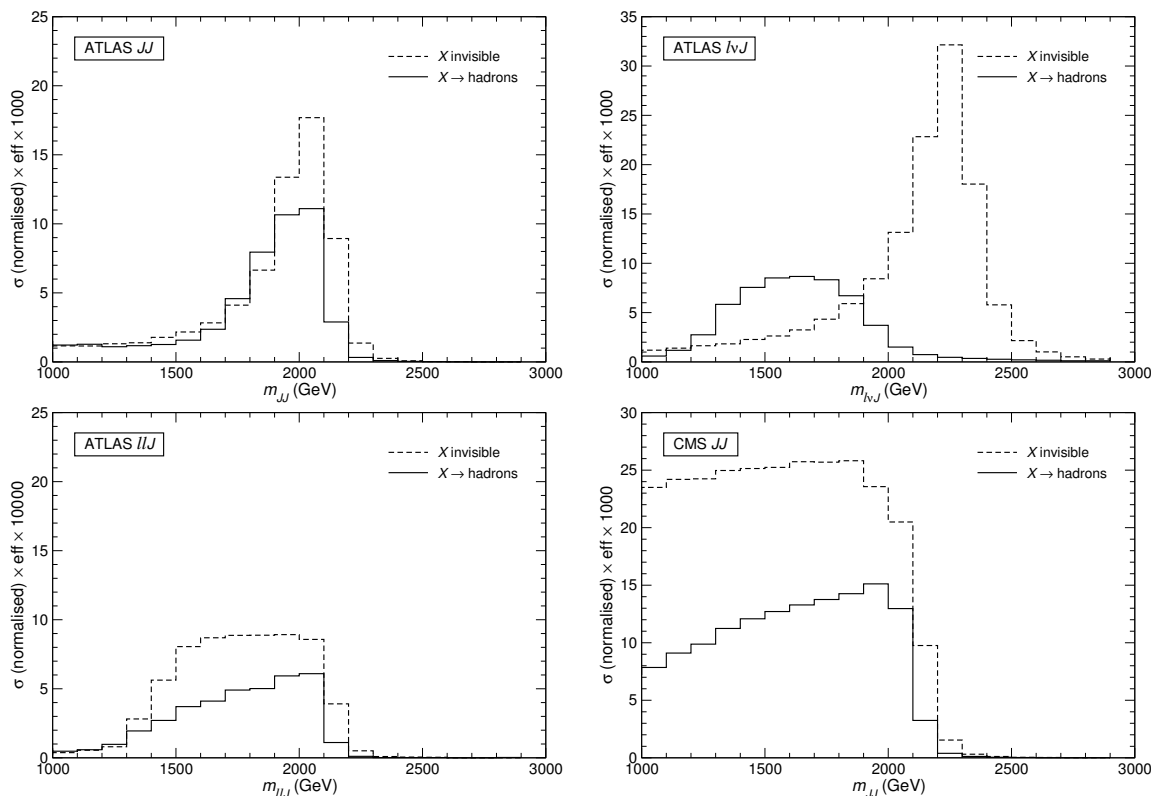 ATLAS JJ
X invisible
X → hadrons
σ (normalised) × eff × 1000
25
20
15
10
5
0
1000 1500 2000 2500 3000
m_JJ (GeV)
ATLAS lνJ
X invisible
X → hadrons
σ (normalised) × eff × 1000
35
30
25
20
15
10
5
0
1000 1500 2000 2500 3000
m_lνJ (GeV)
ATLAS llJ
X invisible
X → hadrons
σ (normalised) × eff × 10000
25
20
15
10
5
0
1000 1500 2000 2500 3000
m_llJ (GeV)
CMS JJ
X invisible
X → hadrons
σ (normalised) × eff × 1000
30
25
20
15
10
5
0
1000 1500 2000 2500 3000
m_JJ (GeV)